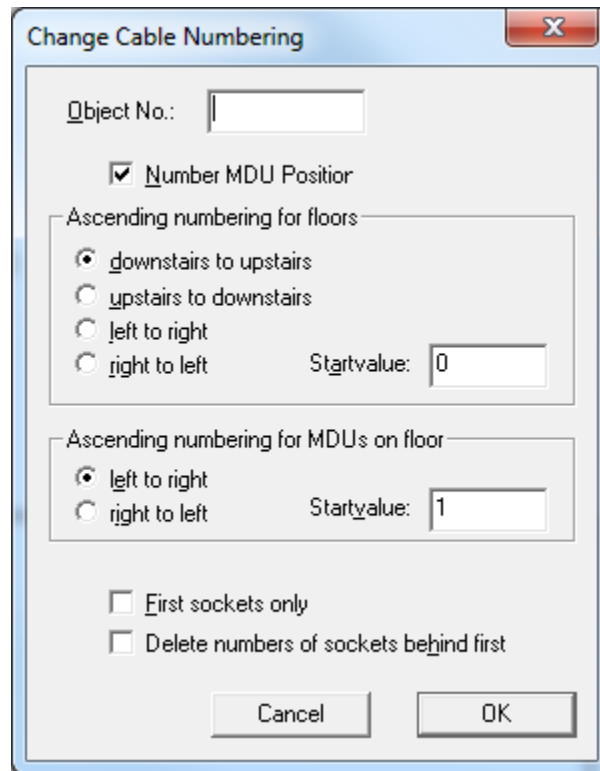 Change Cable Numbering
Object No.:
Number MDU Position
Ascending numbering for floors
downstairs to upstairs
upstairs to downstairs
left to right
right to left Startvalue: 0
Ascending numbering for MDUs on floor
left to right
right to left Startvalue: 1
First sockets only
Delete numbers of sockets behind first
Cancel OK